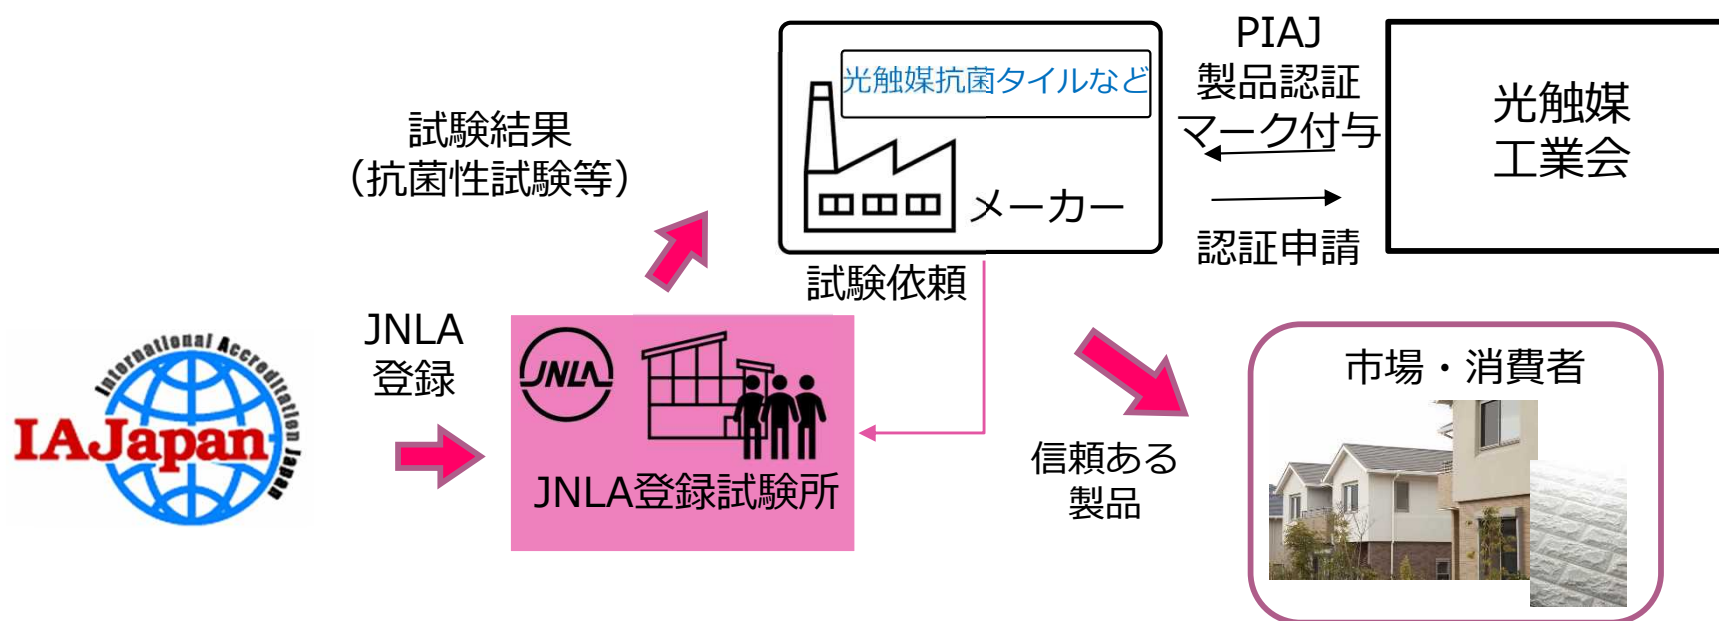 PIAJ
製品認証
マーク付与
光触媒抗菌タイルなど
メーカー
光触媒
工業会
認証申請
試験結果
（抗菌性試験等）
試験依頼
JNLA
登録
International Accreditation Japan
IAJapan
JNLA
JNLA登録試験所
市場・消費者
信頼ある
製品